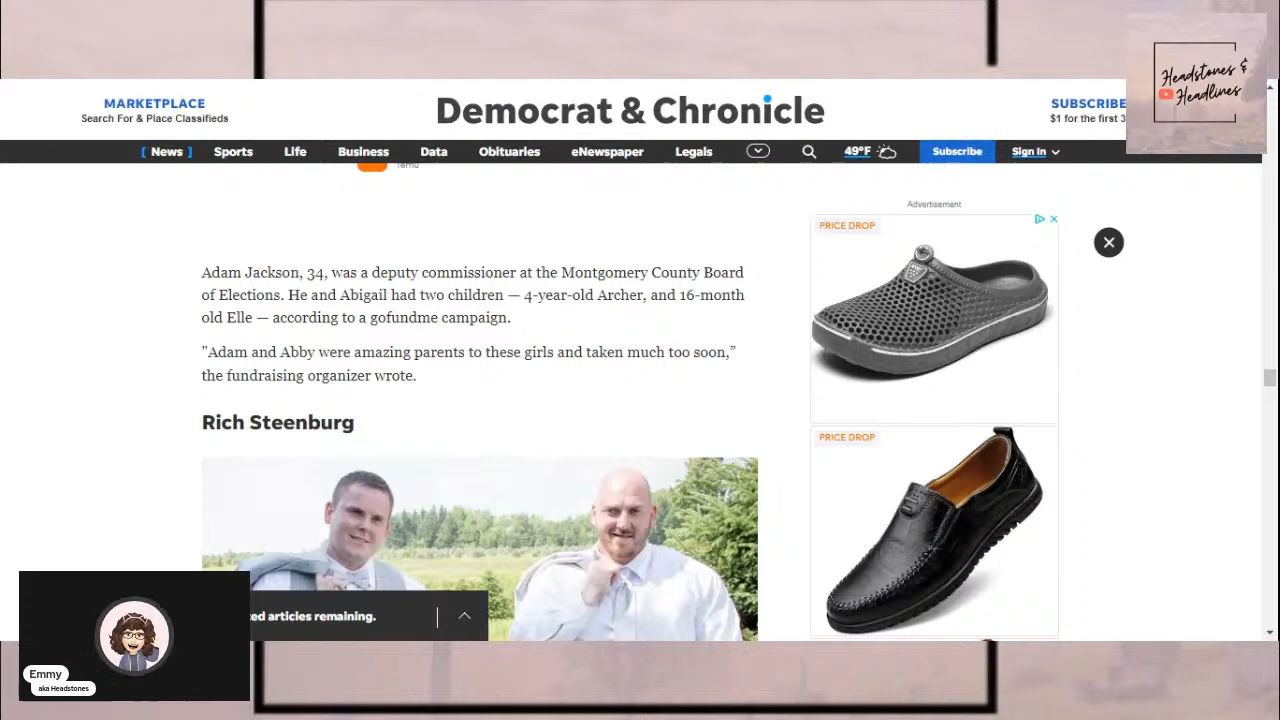 Headstones &
Headlines
MARKETPLACE
Search For & Place Classifieds
Democrat & Chronicle
SUBSCRIBE
$1 for the first 3
[ News ] Sports Life Business Data Obituaries eNewspaper Legals 49°F Subscribe Sign In
Temu
Advertisement
PRICE DROP
Adam Jackson, 34, was a deputy commissioner at the Montgomery County Board
of Elections. He and Abigail had two children — 4-year-old Archer, and 16-month
old Elle — according to a gofundme campaign.
"Adam and Abby were amazing parents to these girls and taken much too soon,”
the fundraising organizer wrote.
Rich Steenburg
PRICE DROP
ted articles remaining.
Emmy
aka Headstones